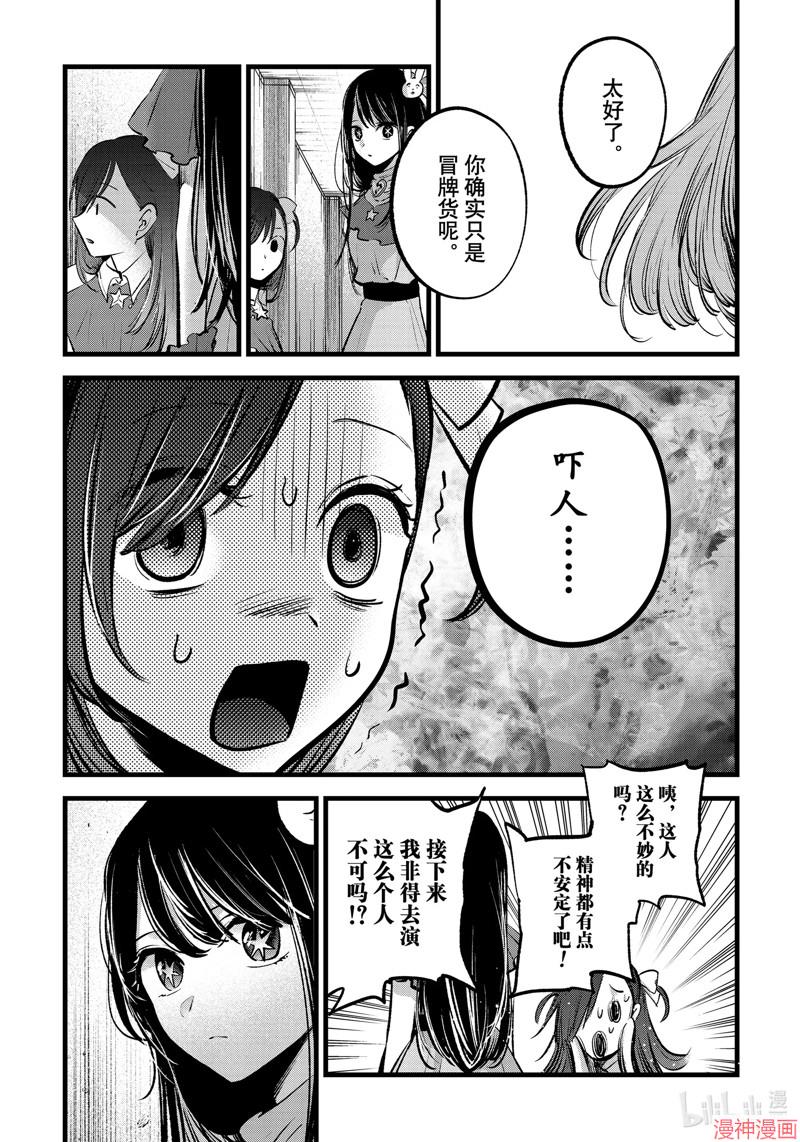 太好了。
你确实只是
冒牌货呢。
吓人……
咦，这人
这么不妙的
吗？
精神都有点
不安定了吧！
接下来
我非得去演
这么个人
不可吗！？
bilibili 漫
漫神漫画